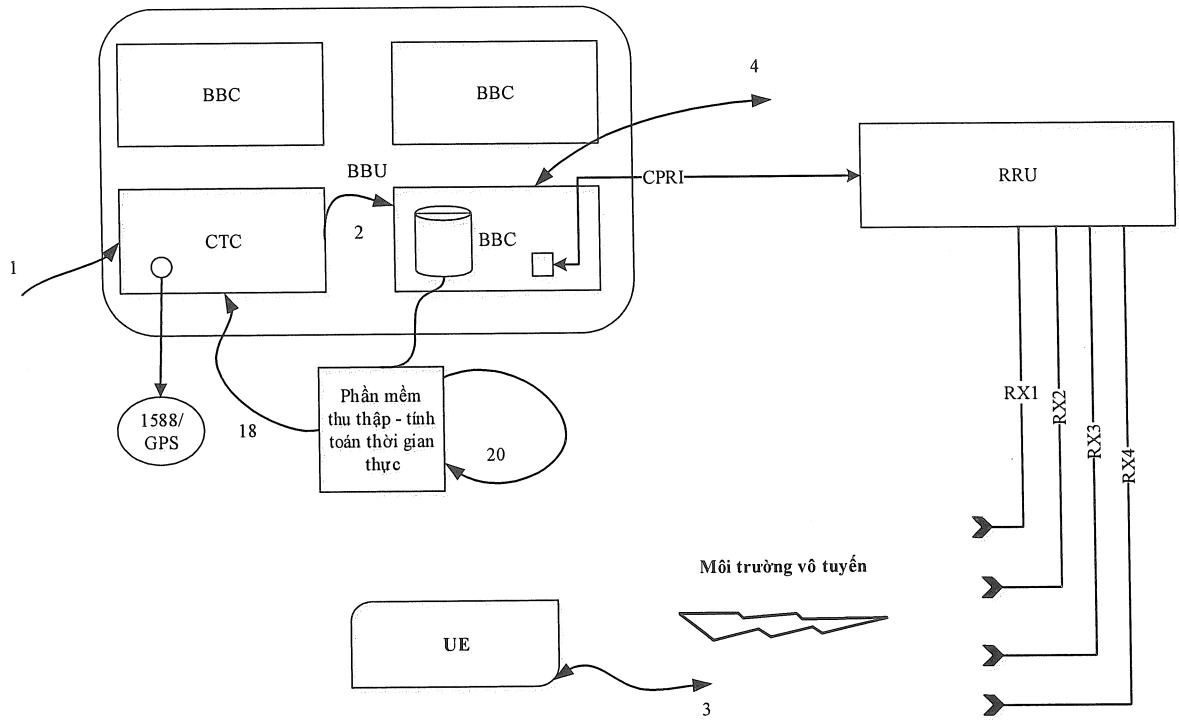 BBC
BBC
4
BBU
CPRI
RRU
CTC
2
BBC
1
1588/
GPS
18
Phần mềm
thu thập - tính
toán thời gian
thực
20
RX1
RX2
RX3
RX4
Môi trường vô tuyến
UE
3